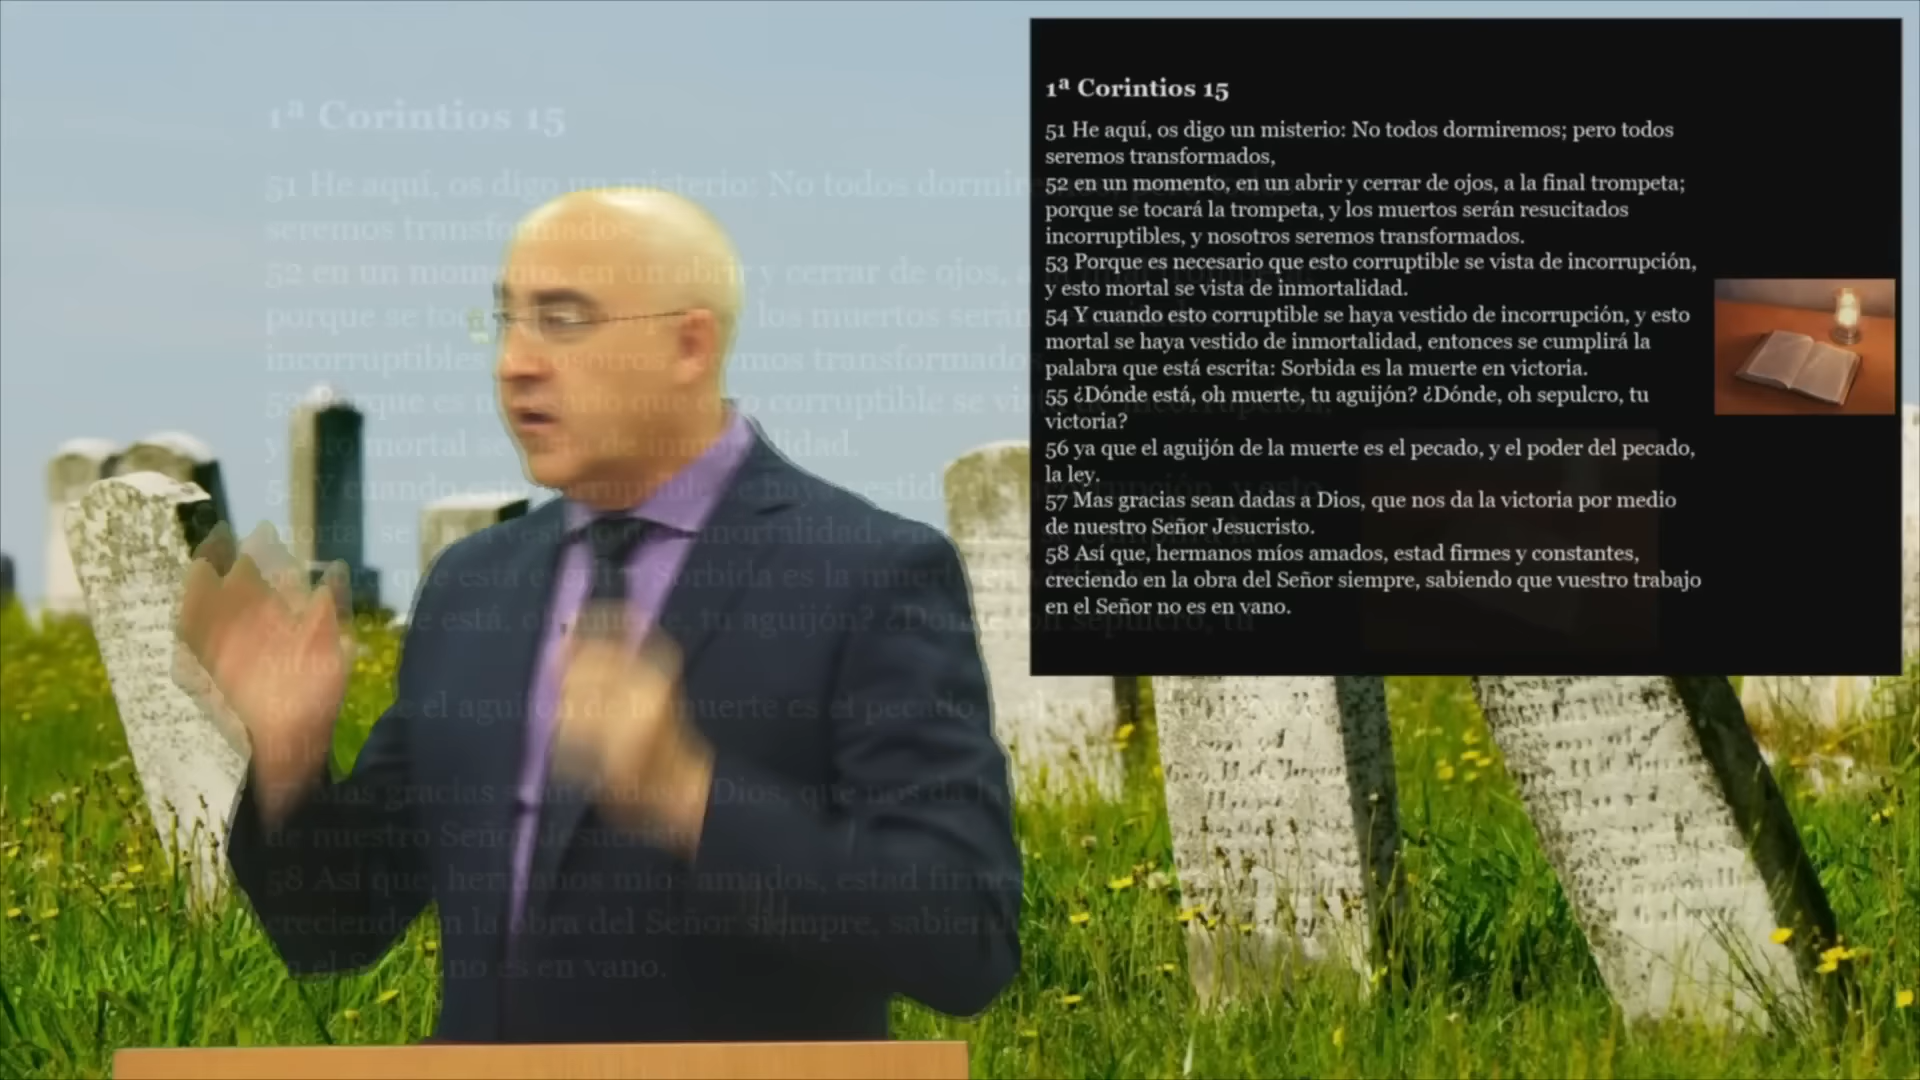 1ª Corintios 15
51 He aquí, os digo un misterio: No todos dormiremos; pero todos
seremos transformados,
52 en un momento, en un abrir y cerrar de ojos, a la final trompeta;
porque se tocará la trompeta, y los muertos serán resucitados
incorruptibles, y nosotros seremos transformados.
53 Porque es necesario que esto corruptible se vista de incorrupción,
y esto mortal se vista de inmortalidad.
54 Y cuando esto corruptible se haya vestido de incorrupción, y esto
mortal se haya vestido de inmortalidad, entonces se cumplirá la
palabra que está escrita: Sorbida es la muerte en victoria.
55 ¿Dónde está, oh muerte, tu aguijón? ¿Dónde, oh sepulcro, tu
victoria?
56 ya que el aguijón de la muerte es el pecado, y el poder del pecado,
la ley.
57 Mas gracias sean dadas a Dios, que nos da la victoria por medio
de nuestro Señor Jesucristo.
58 Así que, hermanos míos amados, estad firmes y constantes,
creciendo en la obra del Señor siempre, sabiendo que vuestro trabajo
en el Señor no es en vano.